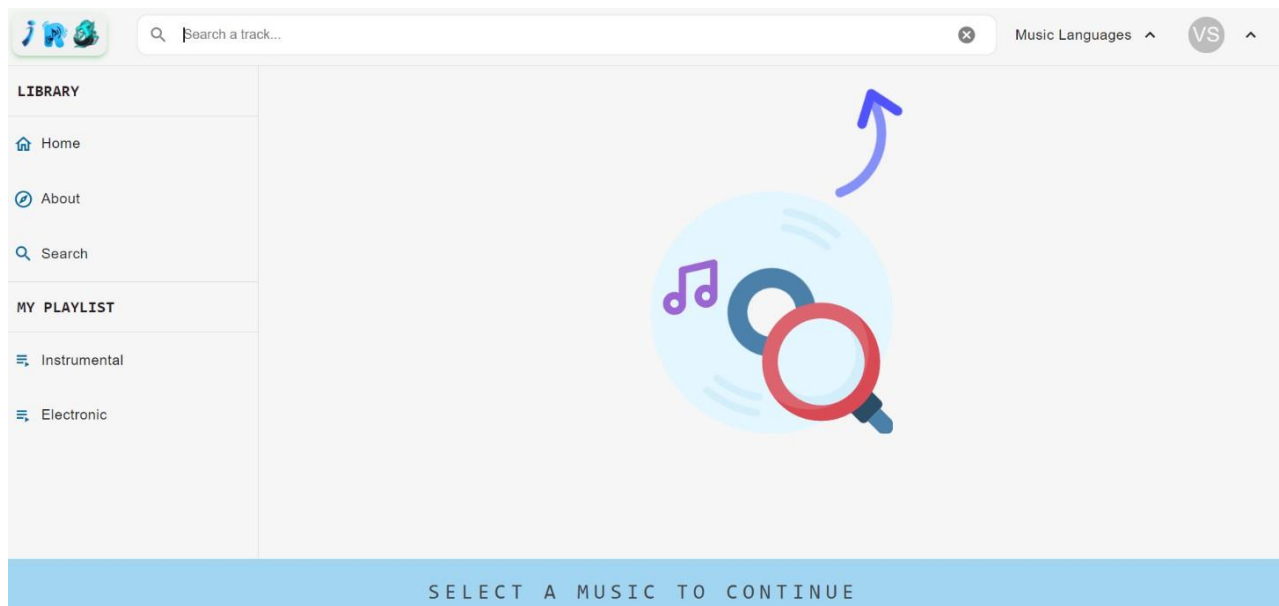 Search a track...
Music Languages
VS
LIBRARY
Home
About
Search
MY PLAYLIST
Instrumental
Electronic
SELECT A MUSIC TO CONTINUE